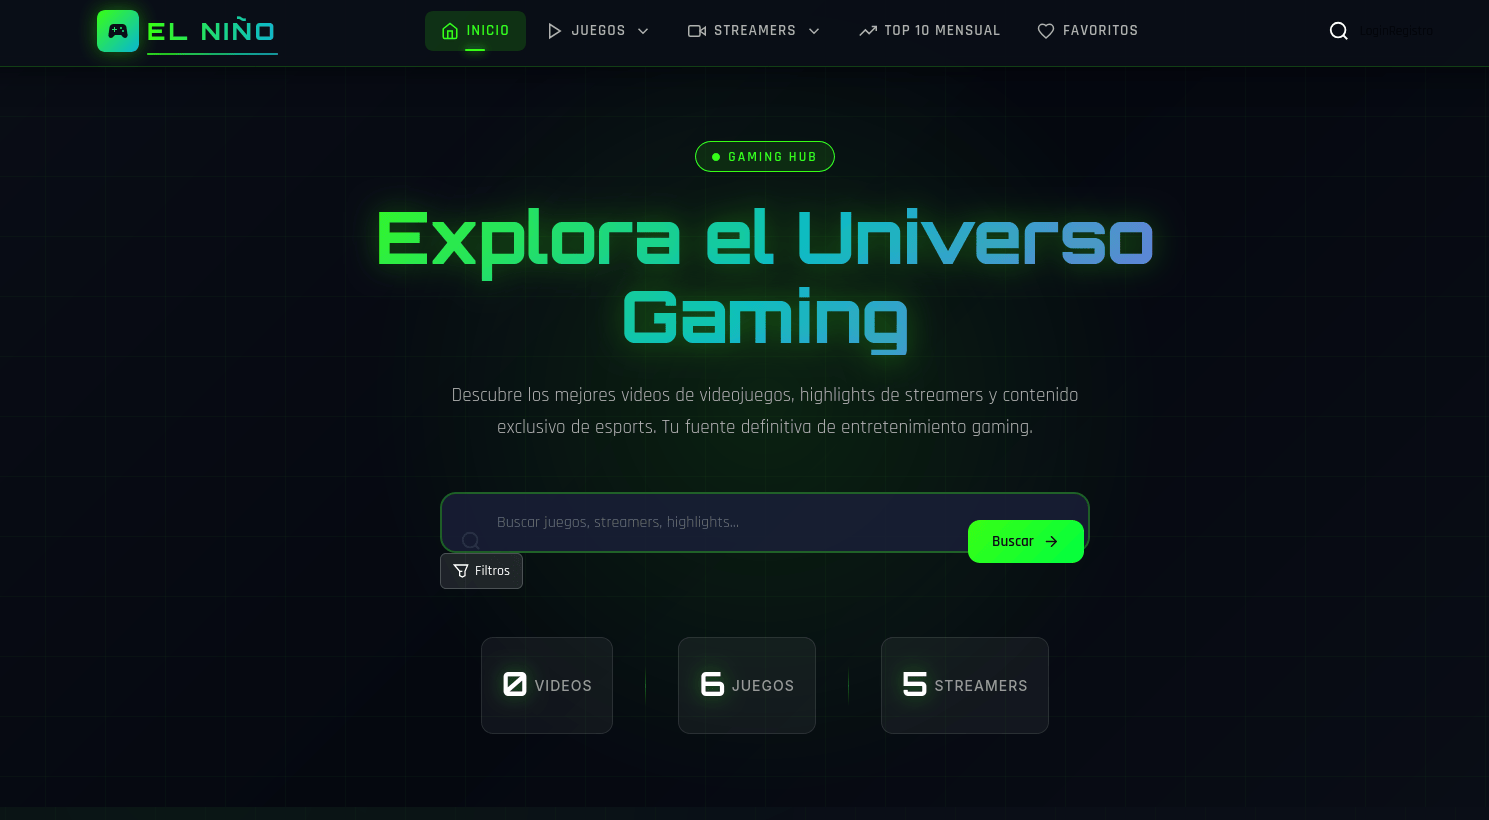 EL NIÑO
INICIO
JUEGOS
STREAMERS
TOP 10 MENSUAL
FAVORITOS
LoginRegistro
GAMING HUB
Explora el Universo
Gaming
Descubre los mejores videos de videojuegos, highlights de streamers y contenido
exclusivo de esports. Tu fuente definitiva de entretenimiento gaming.
Buscar juegos, streamers, highlights...
Buscar
Filtros
0 VIDEOS
6 JUEGOS
5 STREAMERS